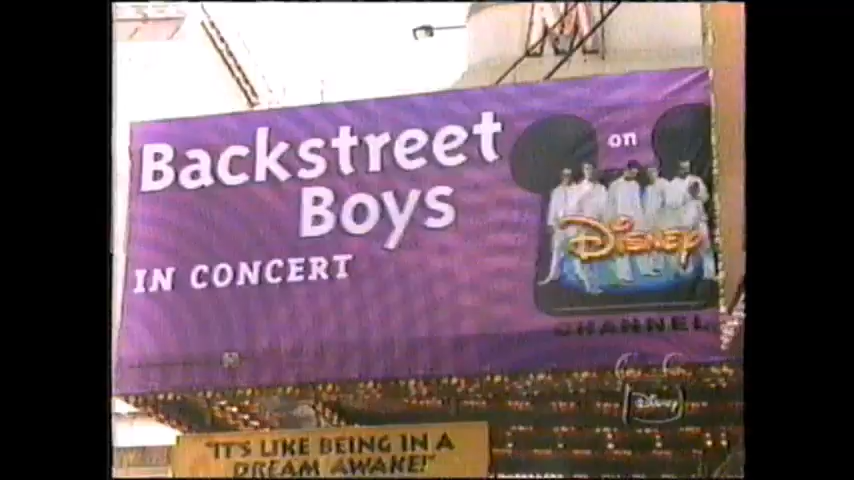 M
Backstreet
Boys
IN CONCERT
on
Disney
CHANNEL
Disney
"IT'S LIKE BEING IN A
DREAM AWAKE!"